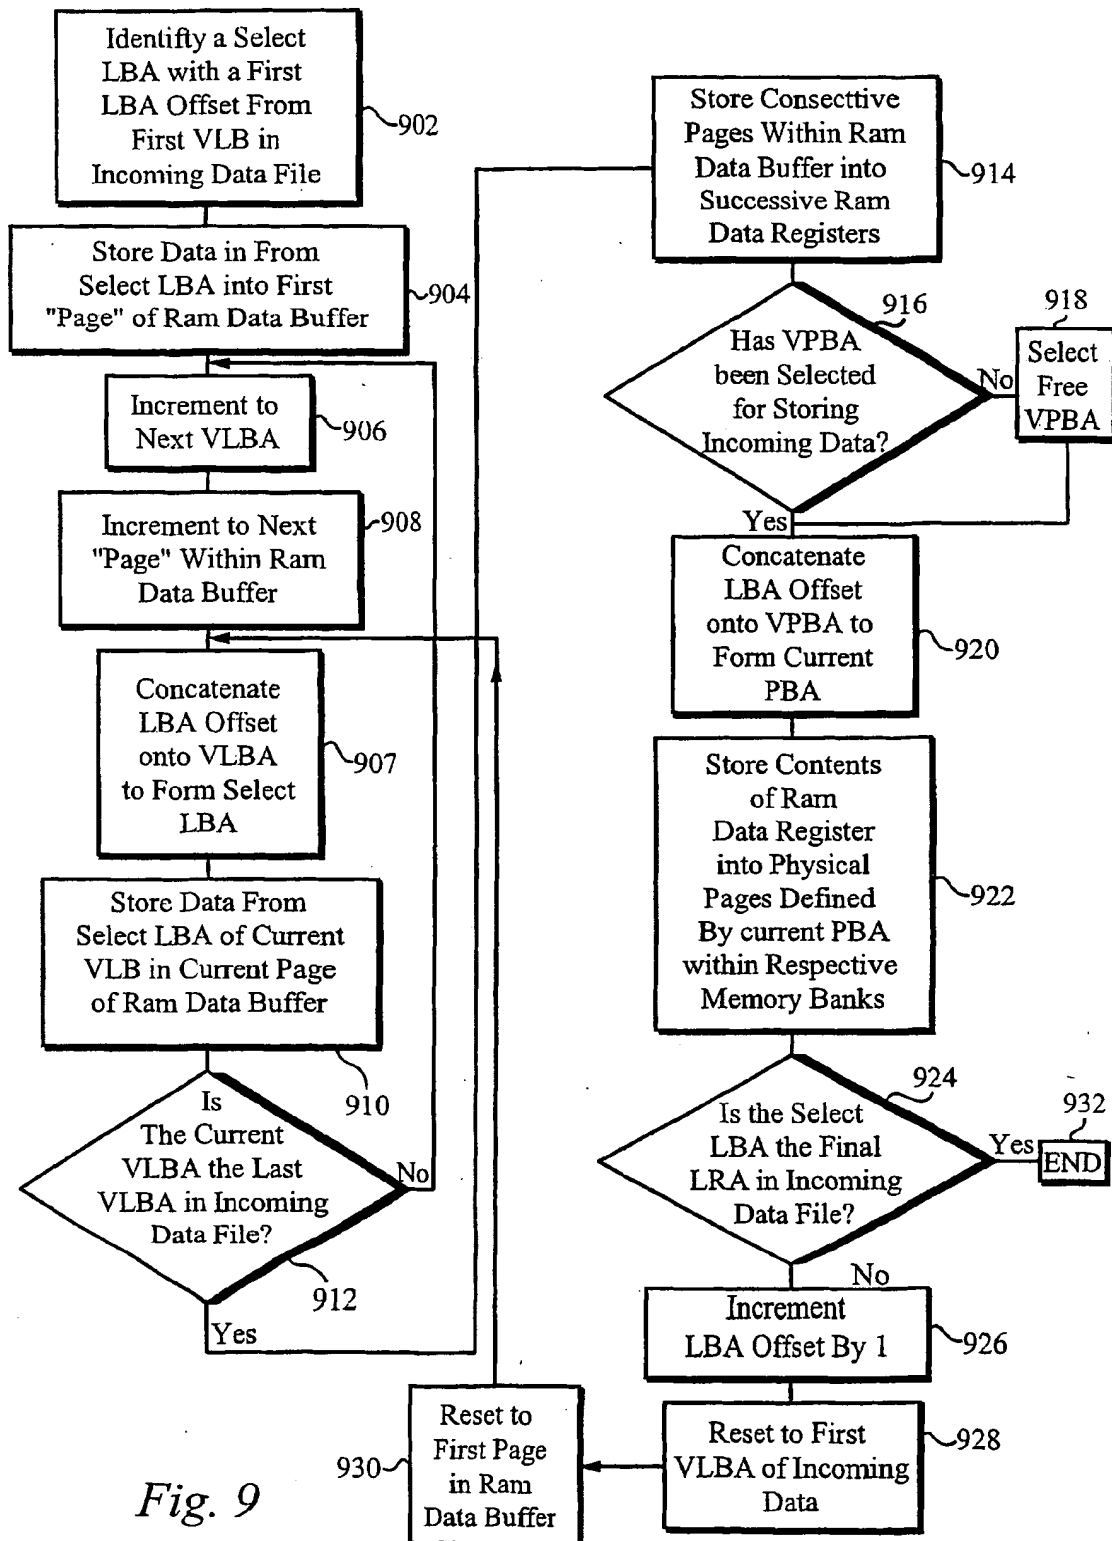 Identifty a Select
LBA with a First
LBA Offset From
First VLB in
Incoming Data File
902
Store Data in From
Select LBA into First
"Page" of Ram Data Buffer
904
Increment to
Next VLBA
906
Increment to Next
"Page" Within Ram
Data Buffer
908
Concatenate
LBA Offset
onto VLBA
to Form Select
LBA
907
Store Data From
Select LBA of Current
VLB in Current Page
of Ram Data Buffer
910
Is
The Current
VLBA the Last
VLBA in Incoming
Data File?
No
912
Yes
Store Consecttive
Pages Within Ram
Data Buffer into
Successive Ram
Data Registers
914
Has VPBA
been Selected
for Storing
Incoming Data?
916
No
918
Select
Free
VPBA
Yes
Concatenate
LBA Offset
onto VPBA to
Form Current
PBA
920
Store Contents
of Ram
Data Register
into Physical
Pages Defined
By current PBA
within Respective
Memory Banks
922
Is the Select
LBA the Final
LRA in Incoming
Data File?
924
Yes
932
END
No
Increment
LBA Offset By 1
926
Reset to First
VLBA of Incoming
Data
928
Reset to
First Page
in Ram
Data Buffer
930
Fig. 9